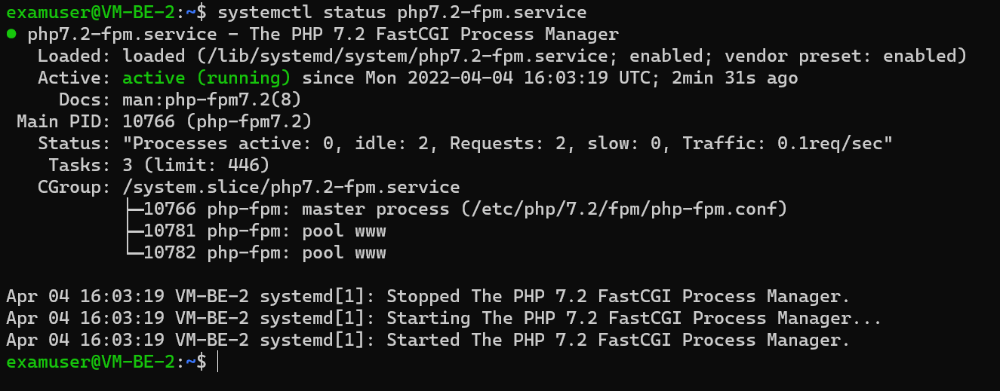 examuser@VM-BE-2:~$ systemctl status php7.2-fpm.service
● php7.2-fpm.service - The PHP 7.2 FastCGI Process Manager
   Loaded: loaded (/lib/systemd/system/php7.2-fpm.service; enabled; vendor preset: enabled)
   Active: active (running) since Mon 2022-04-04 16:03:19 UTC; 2min 31s ago
     Docs: man:php-fpm7.2(8)
 Main PID: 10766 (php-fpm7.2)
   Status: "Processes active: 0, idle: 2, Requests: 2, slow: 0, Traffic: 0.1req/sec"
    Tasks: 3 (limit: 446)
   CGroup: /system.slice/php7.2-fpm.service
           ├─10766 php-fpm: master process (/etc/php/7.2/fpm/php-fpm.conf)
           ├─10781 php-fpm: pool www
           └─10782 php-fpm: pool www

Apr 04 16:03:19 VM-BE-2 systemd[1]: Stopped The PHP 7.2 FastCGI Process Manager.
Apr 04 16:03:19 VM-BE-2 systemd[1]: Starting The PHP 7.2 FastCGI Process Manager...
Apr 04 16:03:19 VM-BE-2 systemd[1]: Started The PHP 7.2 FastCGI Process Manager.
examuser@VM-BE-2:~$